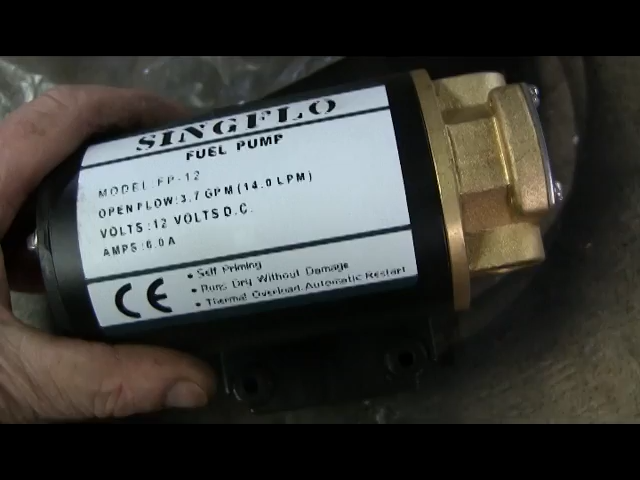 SINGFLO
FUEL PUMP
MODEL: FP-12
OPEN FLOW: 3.7 GPM (14.0 LPM)
VOLTS: 12 VOLTS D.C.
AMPS: 6.0 A
CE
• Self Priming
• Runs Dry Without Damage
• Thermal Overload, Automatic Restart